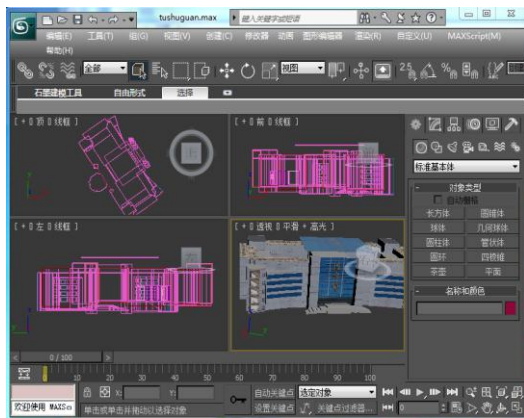 tushuguan.max
键入关键字或短语
编辑(E) 工具(T) 组(G) 视图(V) 创建(C) 修改器 动画 图形编辑器 渲染(R) 自定义(U) MAXScript(M)
帮助(H)
全部 视图 2.5
石墨建模工具 自由形式 选择
[ + 0 顶 0 线框 ]
[ + 0 前 0 线框 ]
标准基本体
对象类型
自动栅格
长方体 圆锥体
球体 几何球体
[ + 0 左 0 线框 ]
[ + 0 透视 0 平滑 + 高光 ]
圆柱体 管状体
圆环 四棱锥
茶壶 平面
名称和颜色
0 / 100
0 10 20 30 40 50 60 70 80 90 100
X: Y: 自动关键点 选定对象
欢迎使用 MAXSc 单击或单击并拖动以选择对象 设置关键点 关键点过滤器... 0